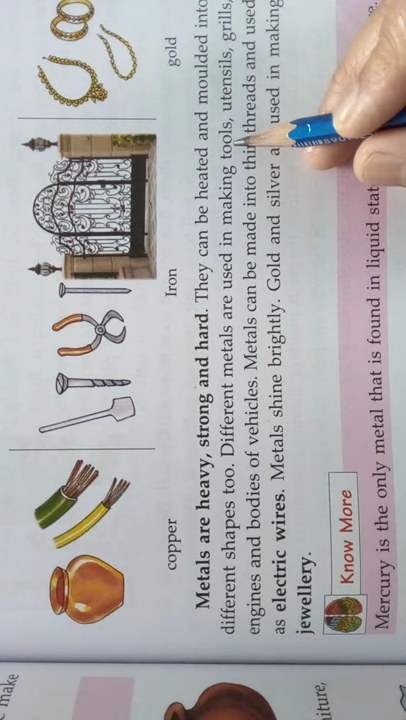 copper
Iron
gold
Metals are heavy, strong and hard. They can be heated and moulded into
different shapes too. Different metals are used in making tools, utensils, grills,
engines and bodies of vehicles. Metals can be made into threads and used
as electric wires. Metals shine brightly. Gold and silver used in making
jewellery.
Know More
Mercury is the only metal that is found in liquid
make